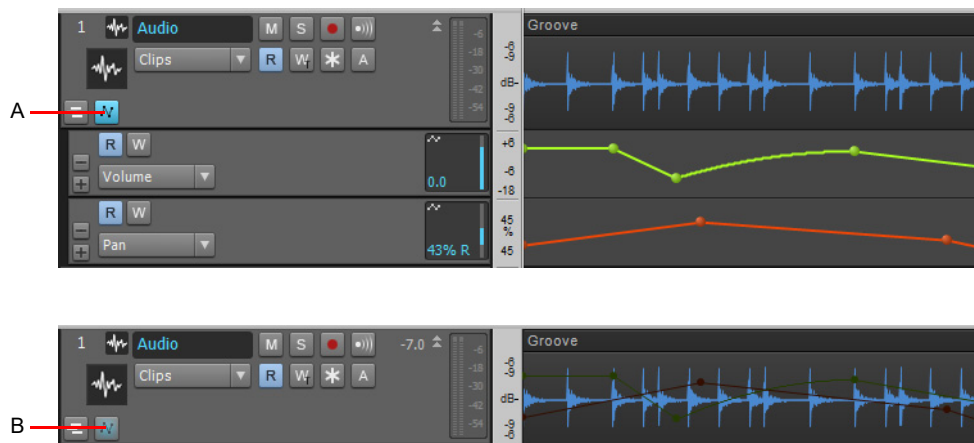 1 Audio M S
Groove
Clips R W * A
-6
-18
-30
-42
-54
-6
-9
dB-
-9
-6
A
R W
Volume
0.0
+6
-6
-18
R W
Pan
43% R
45
%
45
1 Audio M S -7.0
Groove
Clips R W * A
-6
-18
-30
-42
-54
-6
-9
dB-
-9
-6
B